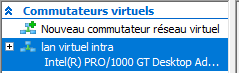 Commutateurs virtuels
Nouveau commutateur réseau virtuel
lan virtuel intra
Intel(R) PRO/1000 GT Desktop Ad...